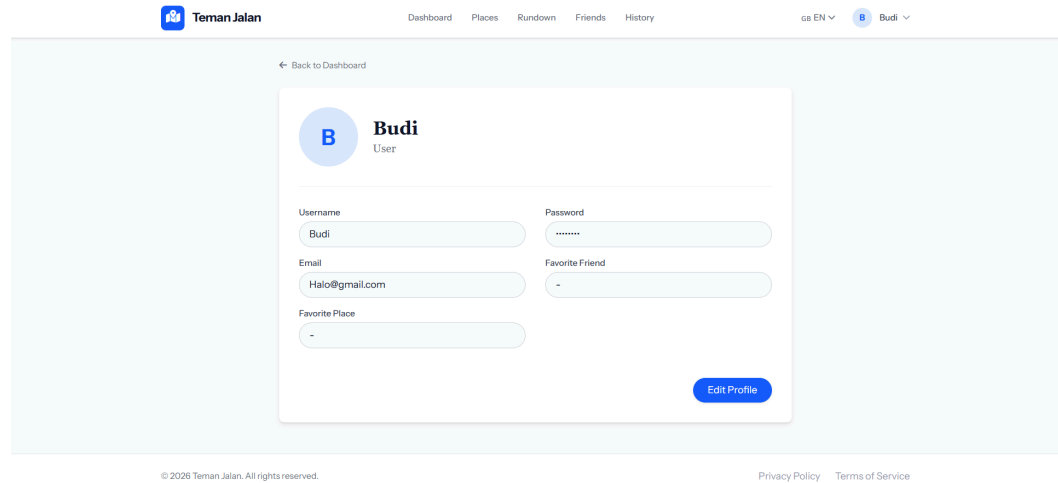 Teman Jalan
Dashboard Places Rundown Friends History
GB EN
B Budi
← Back to Dashboard
B
Budi
User
Username
Budi
Password
········
Email
Halo@gmail.com
Favorite Friend
-
Favorite Place
-
Edit Profile
© 2026 Teman Jalan. All rights reserved.
Privacy Policy Terms of Service